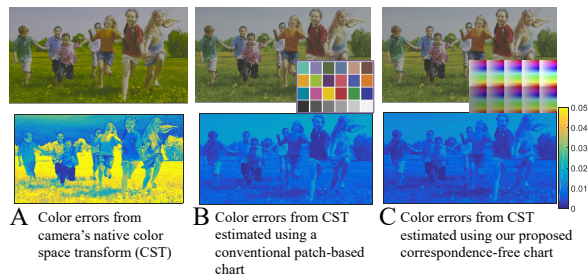 0.05
0.04
0.03
0.02
0.01
0
A Color errors from
camera's native color
space transform (CST)
B Color errors from CST
estimated using a
conventional patch-based
chart
C Color errors from CST
estimated using our proposed
correspondence-free chart